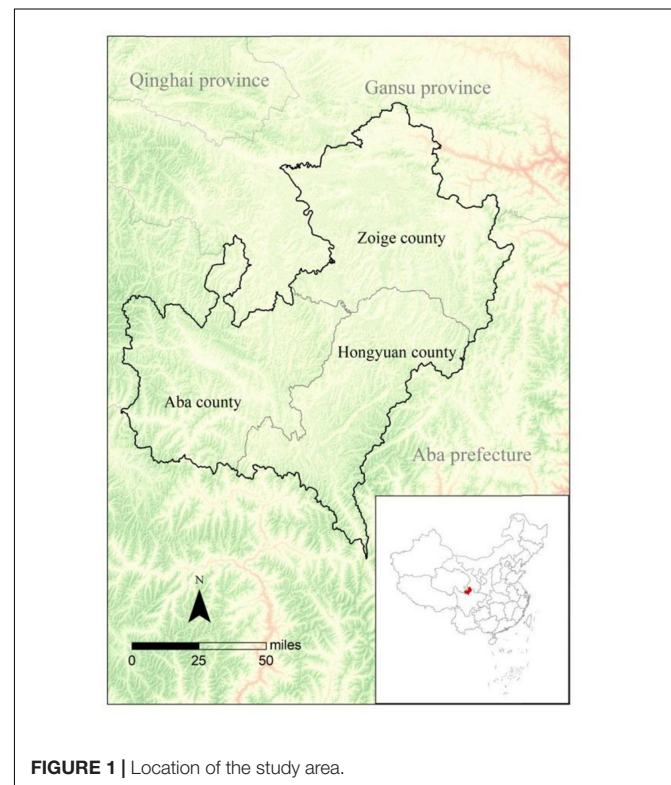 Qinghai province
Gansu province
Zoige county
Hongyuan county
Aba county
Aba prefecture
N
miles
0 25 50
FIGURE 1 | Location of the study area.